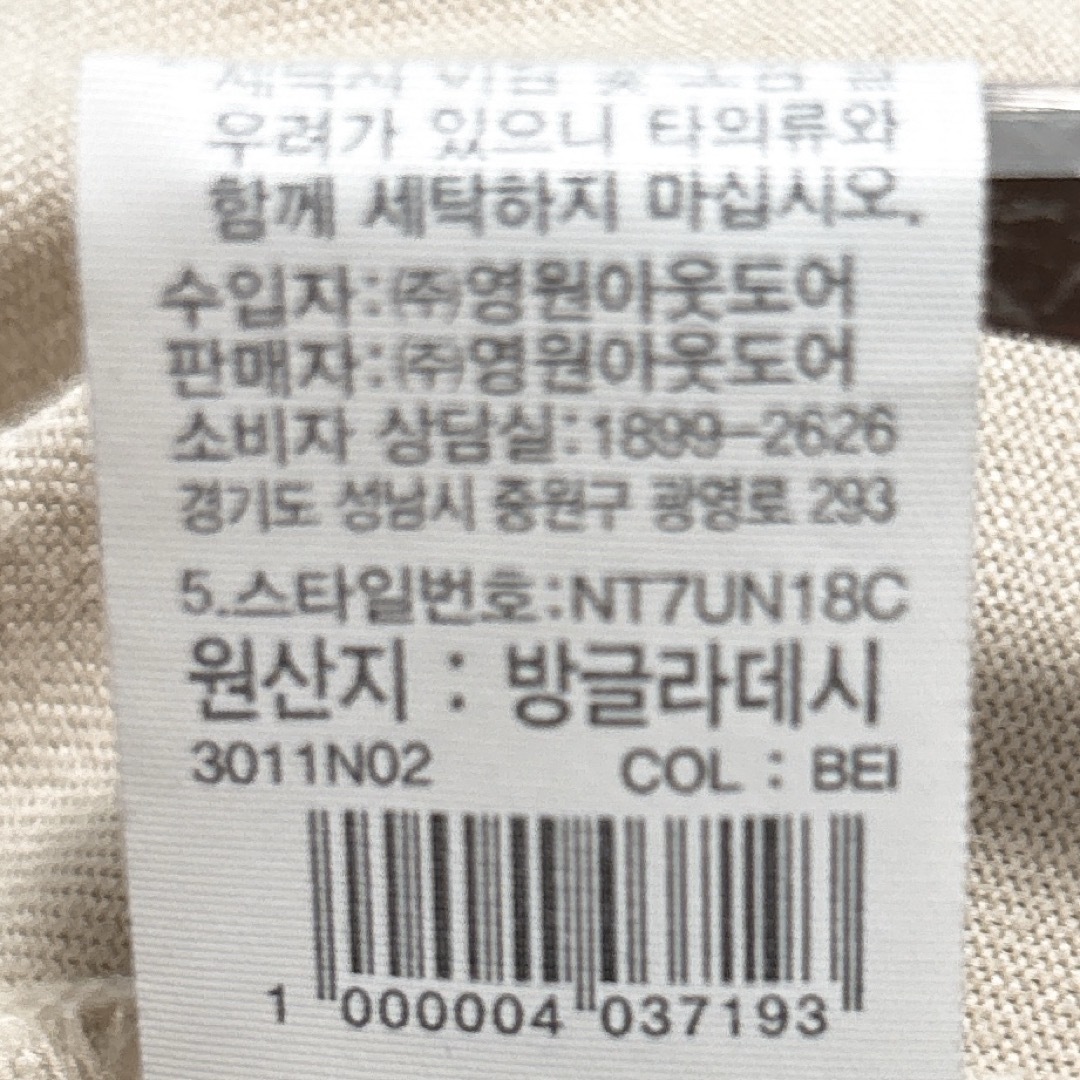 우려가 있으니 타의류와
함께 세탁하지 마십시오.
수입자:㈜영원아웃도어
판매자:㈜영원아웃도어
소비자 상담실:1899-2626
경기도 성남시 중원구 광명로 293
5.스타일번호:NT7UN18C
원산지 : 방글라데시
3011N02 COL : BEI
1 000004 037193